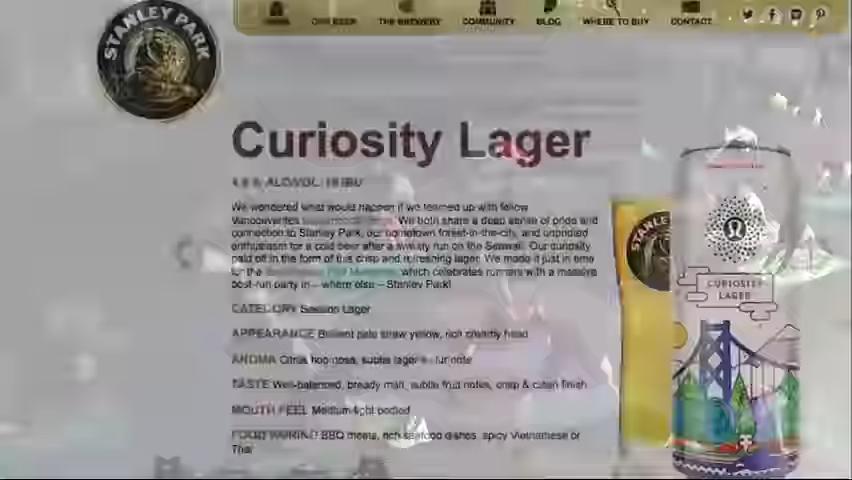 STANLEY PARK
OUR BEER THE BREWERY COMMUNITY BLOG WHERE TO BUY CONTACT
Curiosity Lager
ALC/VOL
We wondered what would happen if we teamed up with fellow
Vancouverites We both share a deep sense of pride and
connection to Stanley Park, our hometown forest-in-the-city, and unbridled
enthusiasm for a cold beer after a sweaty run on the Seawall. Our curiosity
paid off in the form of this crisp and refreshing lager. We made it just in time
for the which celebrates runners with a massive
post-run party in – where else – Stanley Park!
CATEGORY Session Lager
APPEARANCE Brilliant pale straw yellow, rich creamy head
AROMA Citrus hop nose, subtle lager note
TASTE Well-balanced, bready malt, subtle fruit notes, crisp & clean finish
MOUTH FEEL Medium-light bodied
FOOD PAIRING BBQ meats, rich seafood dishes, spicy Vietnamese or
Thai
STANLE
CURIOSITY
LAGER